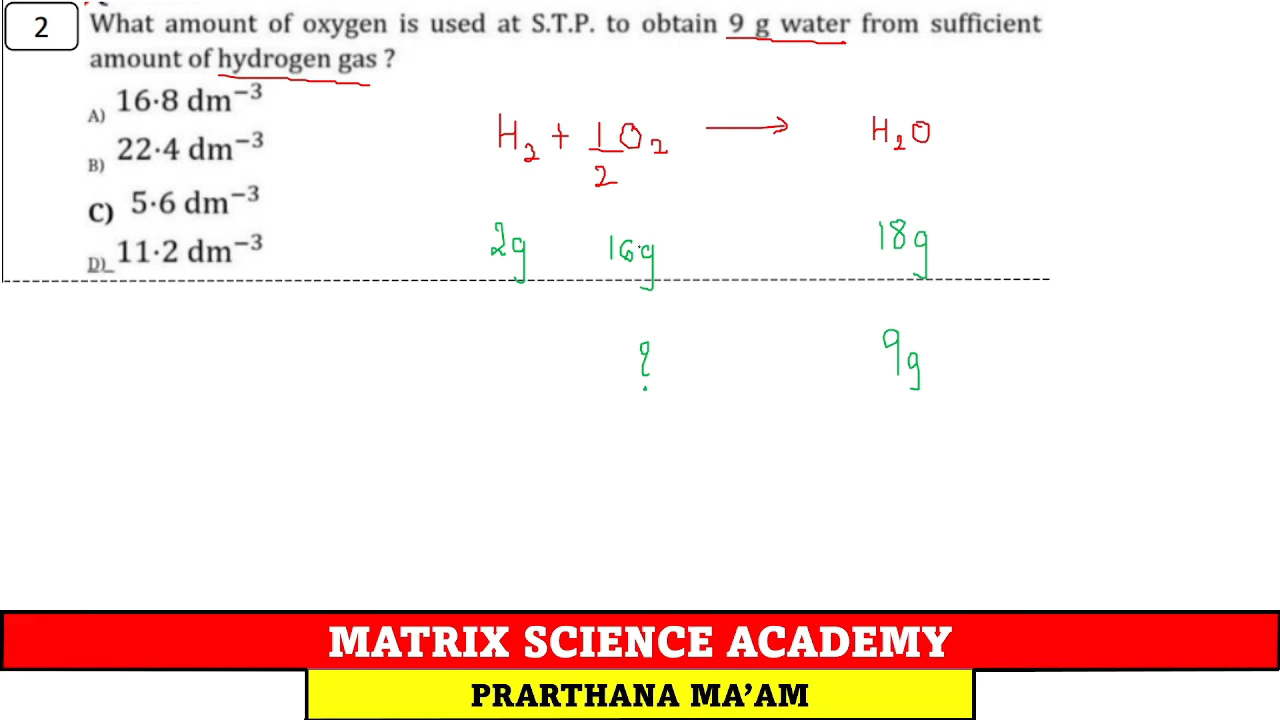 2
What amount of oxygen is used at S.T.P. to obtain 9 g water from sufficient
amount of hydrogen gas ?
A) 16·8 dm⁻³
B) 22·4 dm⁻³
C) 5·6 dm⁻³
D) 11·2 dm⁻³
H₂ + 1/2 O₂ ⟶ H₂O
2g 16g 18g
? 9g
MATRIX SCIENCE ACADEMY
PRARTHANA MA’AM